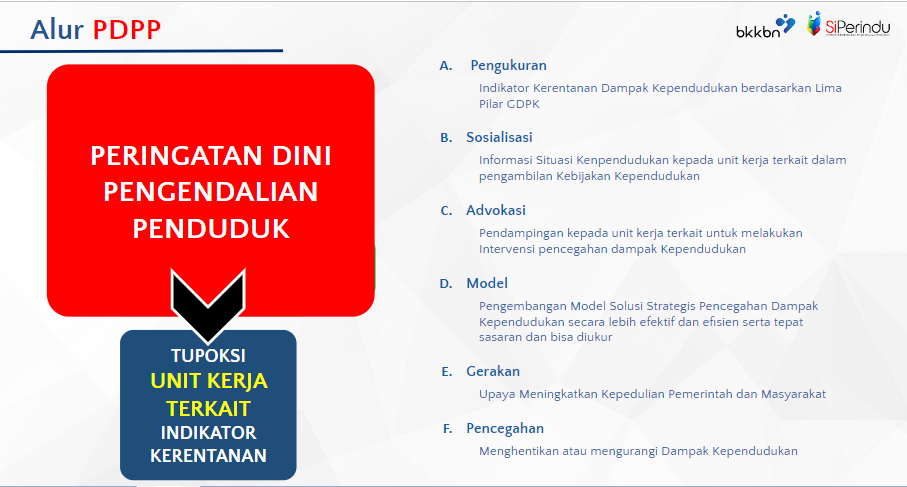 Alur PDPP
bkkbn
SiPerindu
PERINGATAN DINI
PENGENDALIAN
PENDUDUK
TUPOKSI
UNIT KERJA
TERKAIT
INDIKATOR
KERENTANAN
A. Pengukuran
Indikator Kerentanan Dampak Kependudukan berdasarkan Lima
Pilar GDPK
B. Sosialisasi
Informasi Situasi Kenpendudukan kepada unit kerja terkait dalam
pengambilan Kebijakan Kependudukan
C. Advokasi
Pendampingan kepada unit kerja terkait untuk melakukan
Intervensi pencegahan dampak Kependudukan
D. Model
Pengembangan Model Solusi Strategis Pencegahan Dampak
Kependudukan secara lebih efektif dan efisien serta tepat
sasaran dan bisa diukur
E. Gerakan
Upaya Meningkatkan Kepedulian Pemerintah dan Masyarakat
F. Pencegahan
Menghentikan atau mengurangi Dampak Kependudukan